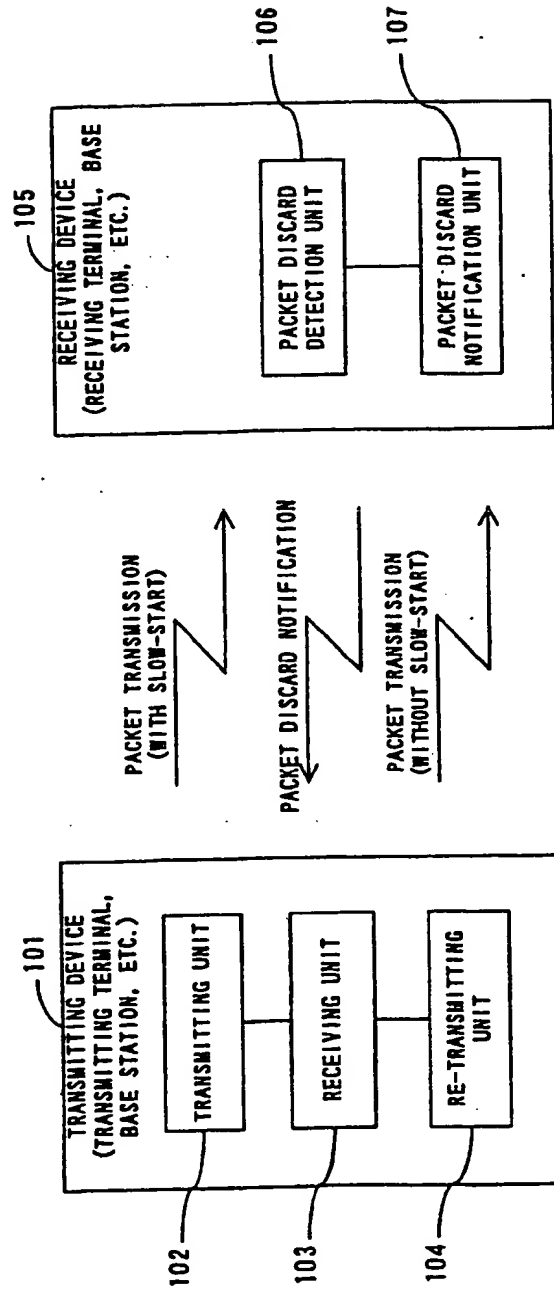 101
TRANSMITTING DEVICE
(TRANSMITTING TERMINAL,
BASE STATION, ETC.)
TRANSMITTING UNIT
RECEIVING UNIT
RE-TRANSMITTING
UNIT
102
103
104
PACKET TRANSMISSION
(WITH SLOW-START)
PACKET DISCARD NOTIFICATION
PACKET TRANSMISSION
(WITHOUT SLOW-START)
105
RECEIVING DEVICE
(RECEIVING TERMINAL, BASE
STATION, ETC.)
PACKET DISCARD
DETECTION UNIT
PACKET DISCARD
NOTIFICATION UNIT
106
107